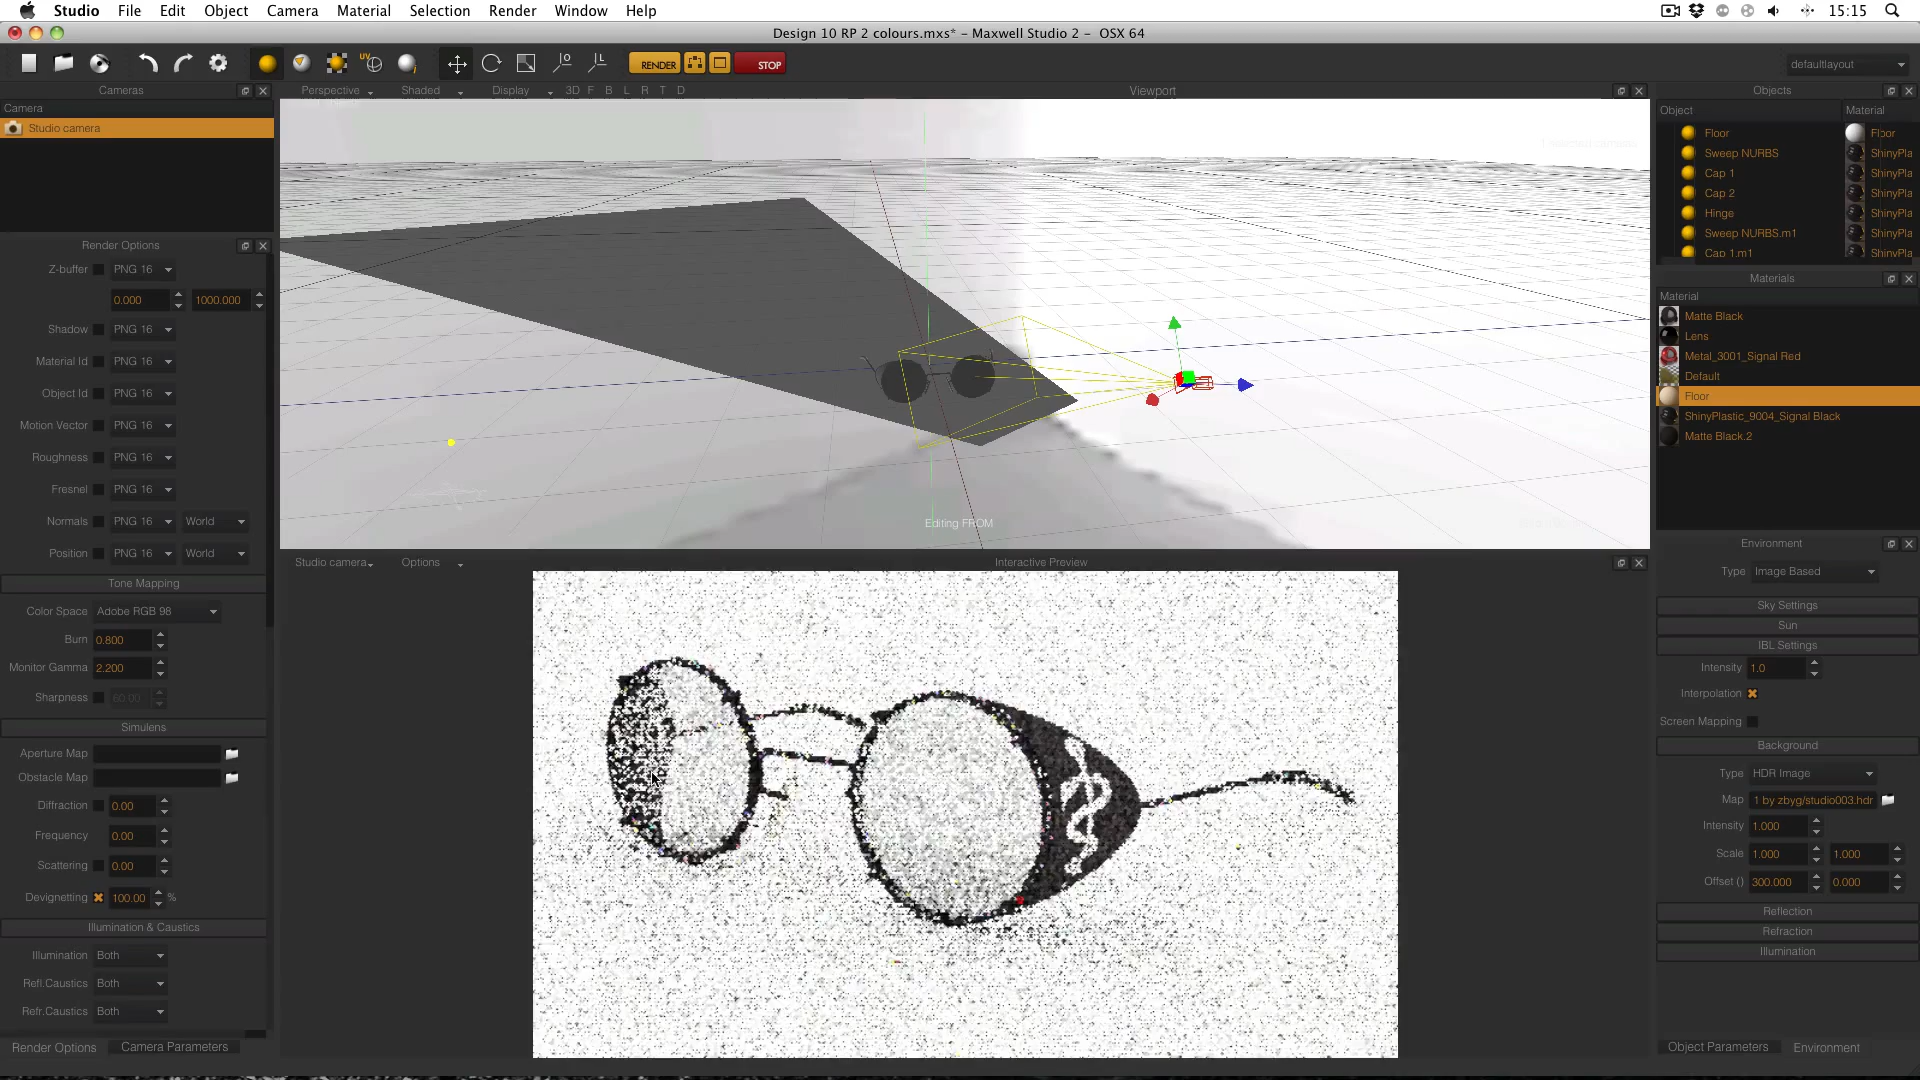 Studio File Edit Object Camera Material Selection Render Window Help 15:15
Design 10 RP 2 colours.mxs* - Maxwell Studio 2 - OSX 64
UV RENDER STOP defaultlayout
Cameras
Camera
Studio camera
Render Options
Z-buffer PNG 16
0.000 1000.000
Shadow PNG 16
Material Id PNG 16
Object Id PNG 16
Motion Vector PNG 16
Roughness PNG 16
Fresnel PNG 16
Normals PNG 16 World
Position PNG 16 World
Tone Mapping
Color Space Adobe RGB 98
Burn 0.800
Monitor Gamma 2.200
Sharpness 60.00
Simulens
Aperture Map
Obstacle Map
Diffraction 0.00
Frequency 0.00
Scattering 0.00
Devignetting 100.00 %
Illumination & Caustics
Illumination Both
Refl.Caustics Both
Refr.Caustics Both
Render Options Camera Parameters
Perspective Shaded Display 3D F B L R T D Viewport
Editing FROM
Studio camera Options Interactive Preview
Objects
Object Material
Floor Floor
Sweep NURBS ShinyPla
Cap 1 ShinyPla
Cap 2 ShinyPla
Hinge ShinyPla
Sweep NURBS.m1 ShinyPla
Cap 1.m1 ShinyPla
Materials
Material
Matte Black
Lens
Metal_3001_Signal Red
Default
Floor
ShinyPlastic_9004_Signal Black
Matte Black.2
Environment
Type Image Based
Sky Settings
Sun
IBL Settings
Intensity 1.0
Interpolation
Screen Mapping
Background
Type HDR Image
Map 1 by zbyg/studio003.hdr
Intensity 1.000
Scale 1.000 1.000
Offset () 300.000 0.000
Reflection
Refraction
Illumination
Object Parameters Environment